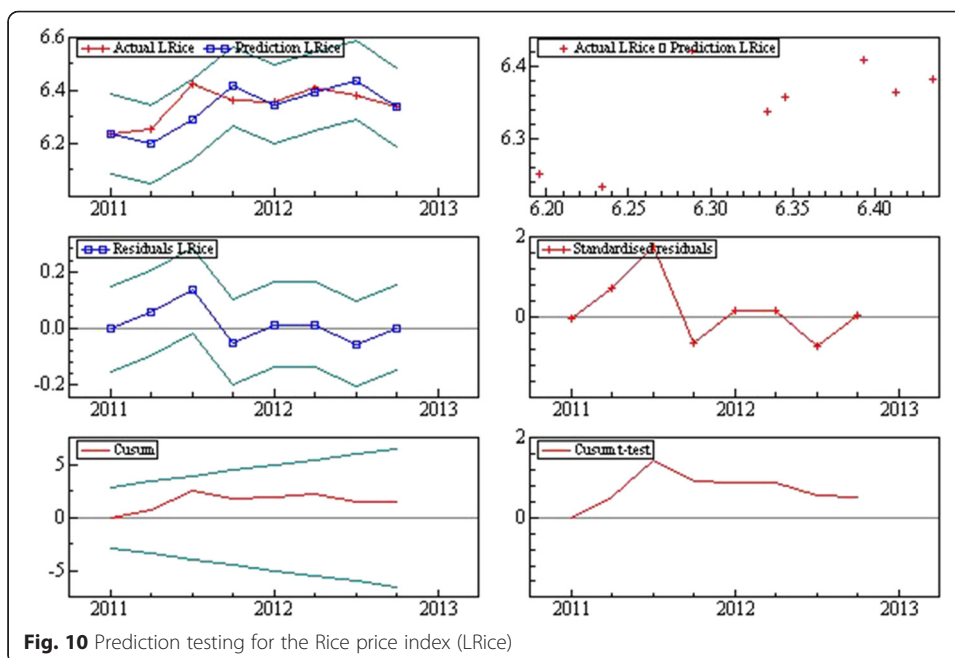 6.6
Actual LRice Prediction LRice
6.4
6.2
2011 2012 2013
Actual LRice Prediction LRice
6.4
6.3
6.20 6.25 6.30 6.35 6.40
Residuals LRice
0.2
0.0
-0.2
2011 2012 2013
2
Standardised residuals
0
2011 2012 2013
Cusum
5
0
-5
2011 2012 2013
2
Cusum t-test
0
2011 2012 2013
Fig. 10 Prediction testing for the Rice price index (LRice)